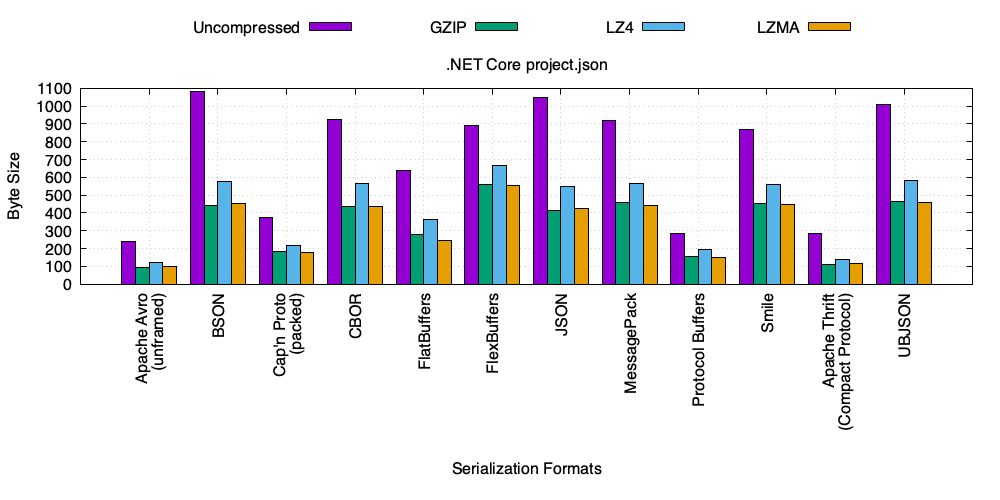 Uncompressed GZIP LZ4 LZMA
.NET Core project.json
1100
1000
900
800
700
600
500
400
300
200
100
0
Byte Size
Apache Avro
(unframed)
BSON
Cap'n Proto
(packed)
CBOR
FlatBuffers
FlexBuffers
JSON
MessagePack
Protocol Buffers
Smile
Apache Thrift
(Compact Protocol)
UBJSON
Serialization Formats